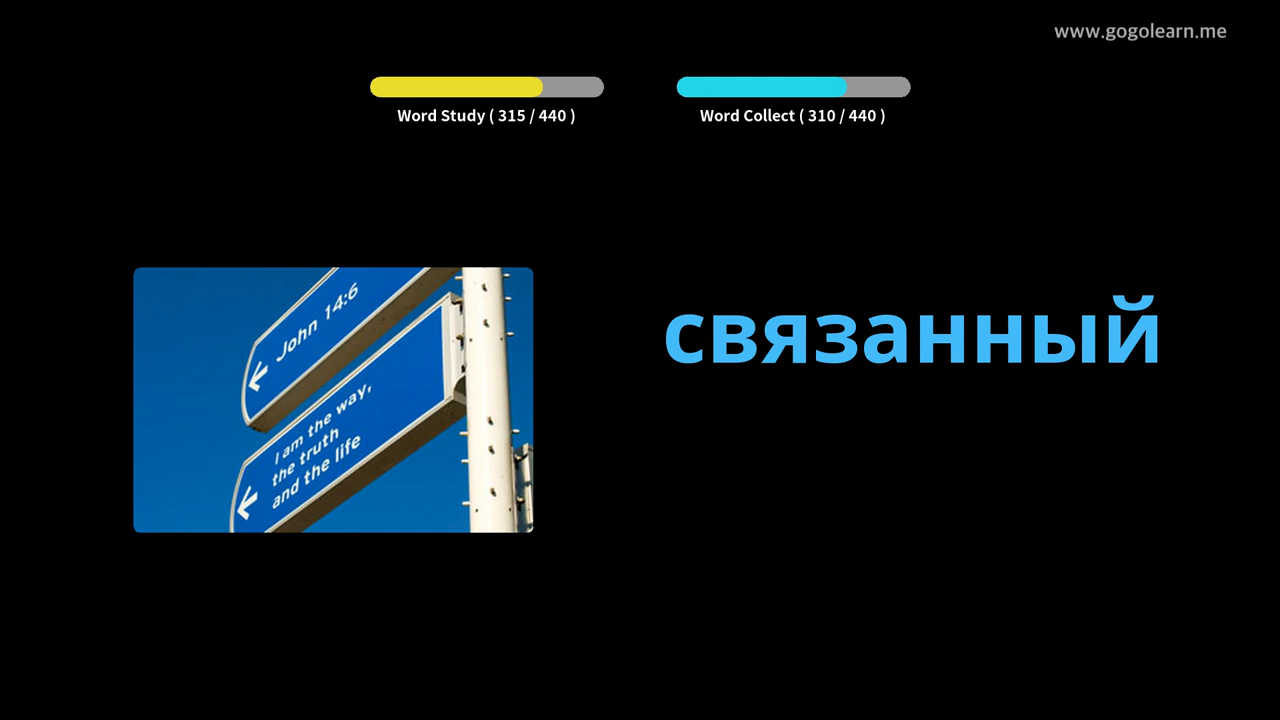 www.gogolearn.me
Word Study ( 315 / 440 )
Word Collect ( 310 / 440 )
John 14:6
I am the way,
the truth
and the life
связанный